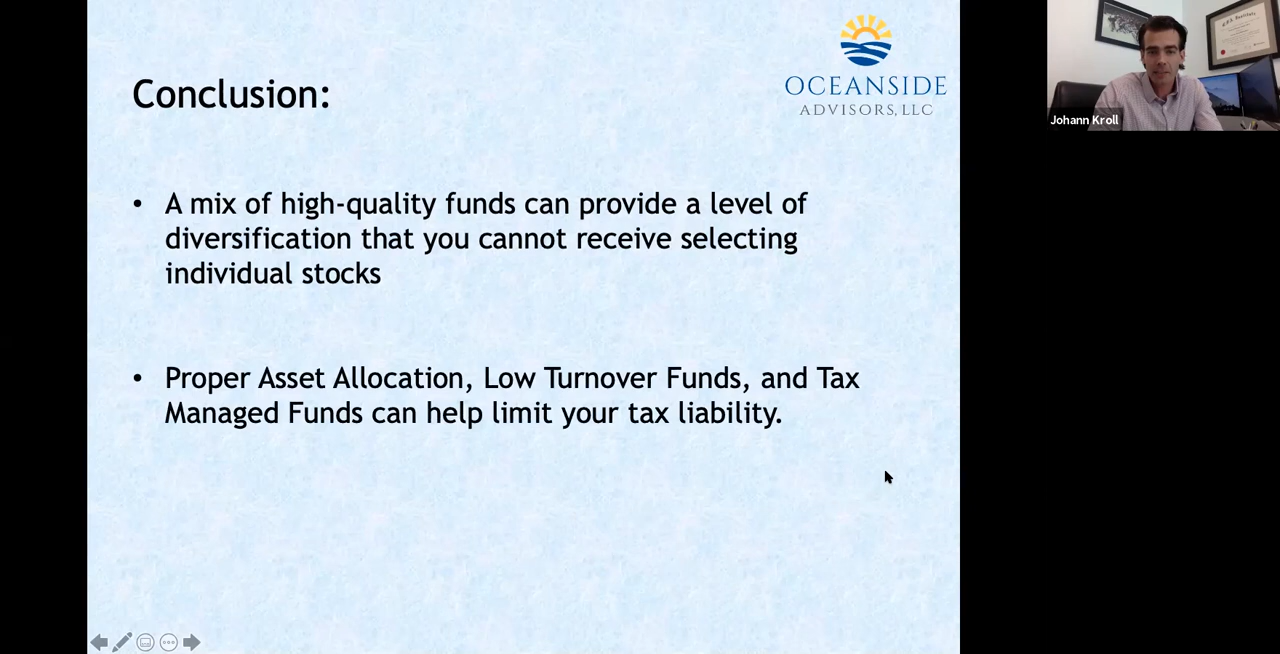 Conclusion:
OCEANSIDE
ADVISORS, LLC
• A mix of high-quality funds can provide a level of
diversification that you cannot receive selecting
individual stocks
• Proper Asset Allocation, Low Turnover Funds, and Tax
Managed Funds can help limit your tax liability.
Johann Kroll